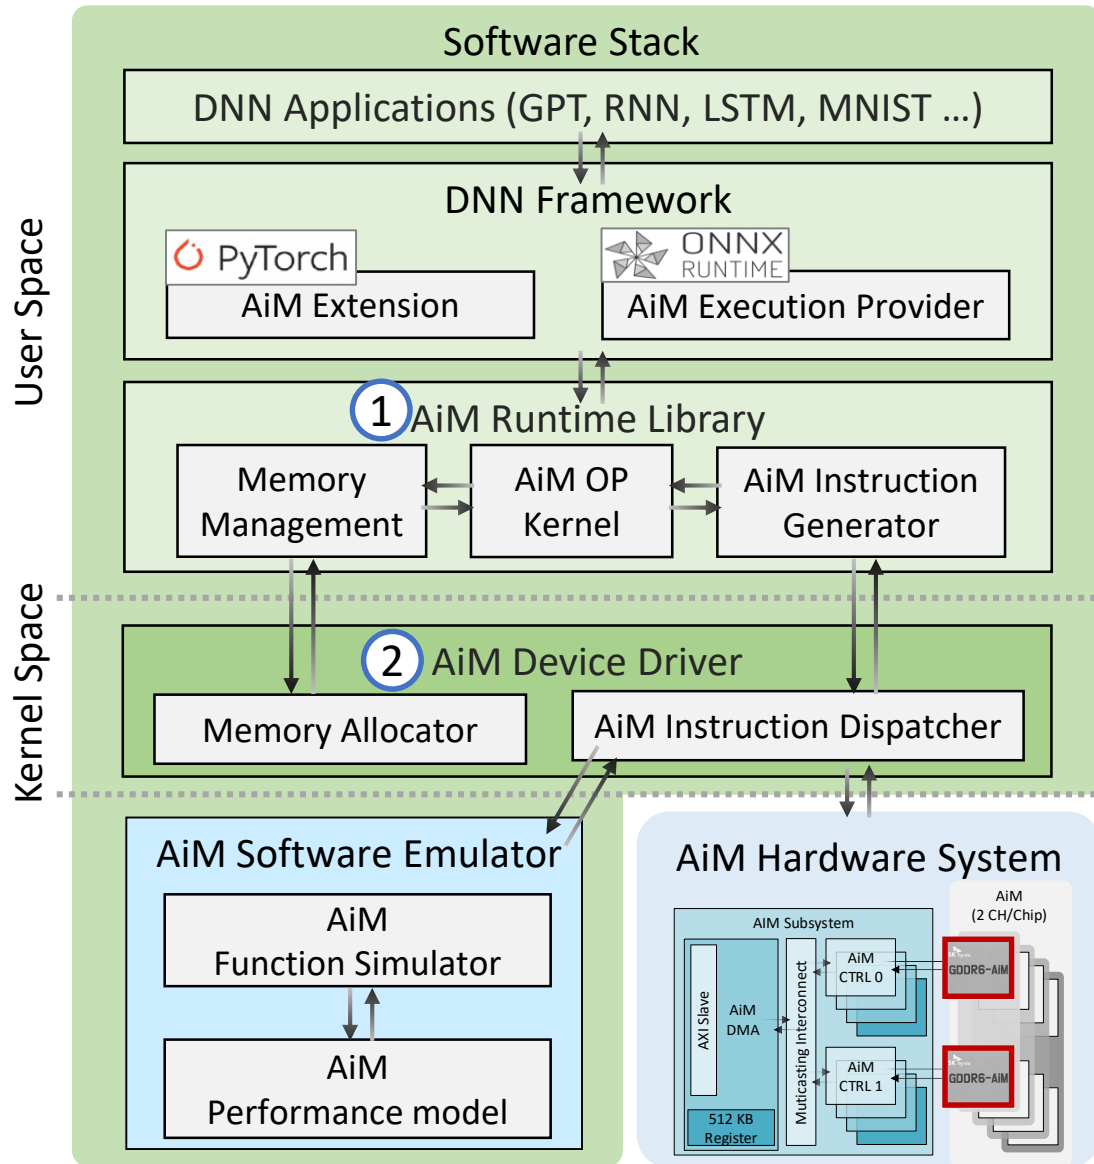 Software Stack
DNN Applications (GPT, RNN, LSTM, MNIST ...)
User Space
DNN Framework
PyTorch
ONNX
RUNTIME
AiM Extension
AiM Execution Provider
1
AiM Runtime Library
Memory
Management
AiM OP
Kernel
AiM Instruction
Generator
Kernel Space
2
AiM Device Driver
Memory Allocator
AiM Instruction Dispatcher
AiM Software Emulator
AiM
Function Simulator
AiM
Performance model
AiM Hardware System
AiM
(2 CH/Chip)
AIM Subsystem
AXI Slave
AiM
DMA
512 KB
Register
Muticasting Interconnect
AiM
CTRL 0
AiM
CTRL 1
SK hynix
GDDR6-AiM
SK hynix
GDDR6-AiM